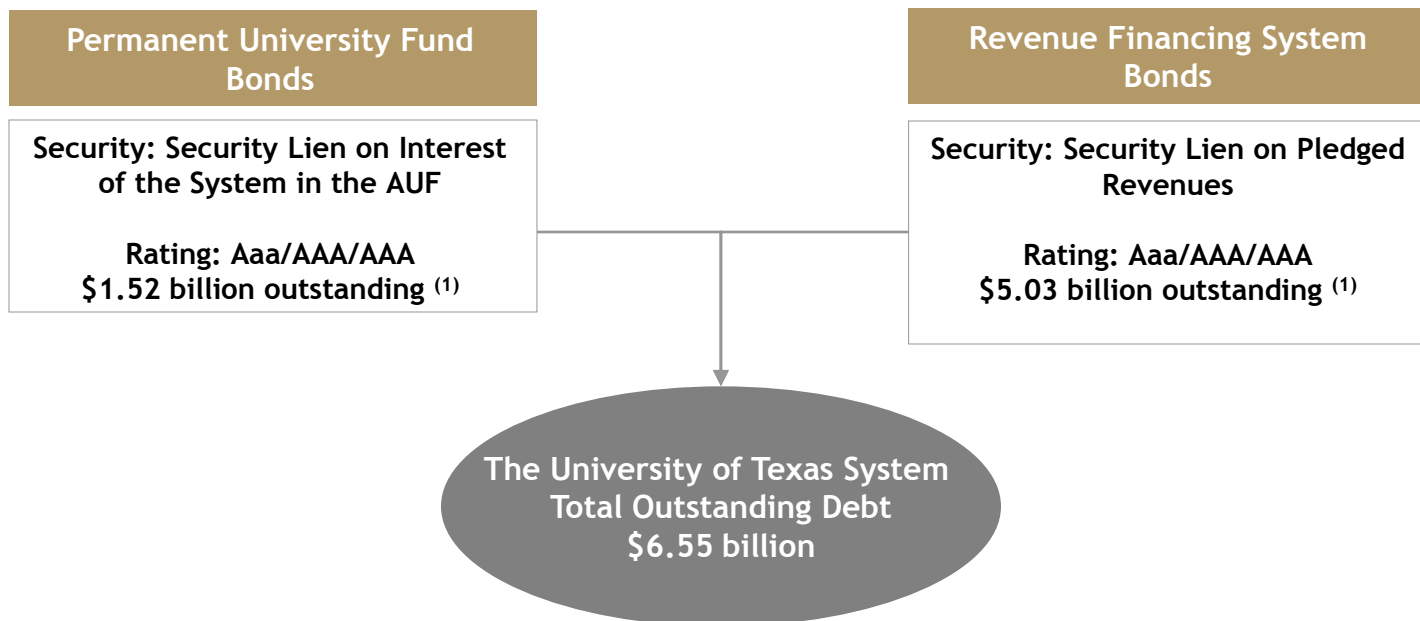 Permanent University Fund
Bonds
Security: Security Lien on Interest
of the System in the AUF
Rating: Aaa/AAA/AAA
$1.52 billion outstanding (1)
Revenue Financing System
Bonds
Security: Security Lien on Pledged
Revenues
Rating: Aaa/AAA/AAA
$5.03 billion outstanding (1)
The University of Texas System
Total Outstanding Debt
$6.55 billion